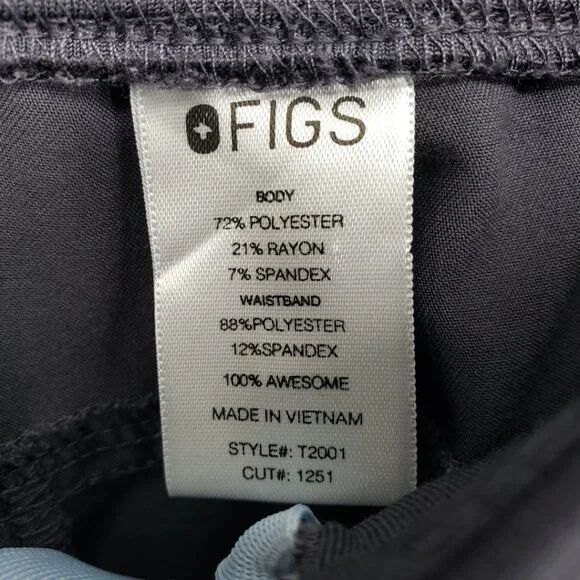 FIGS
BODY
72% POLYESTER
21% RAYON
7% SPANDEX
WAISTBAND
88%POLYESTER
12%SPANDEX
100% AWESOME
MADE IN VIETNAM
STYLE#: T2001
CUT#: 1251